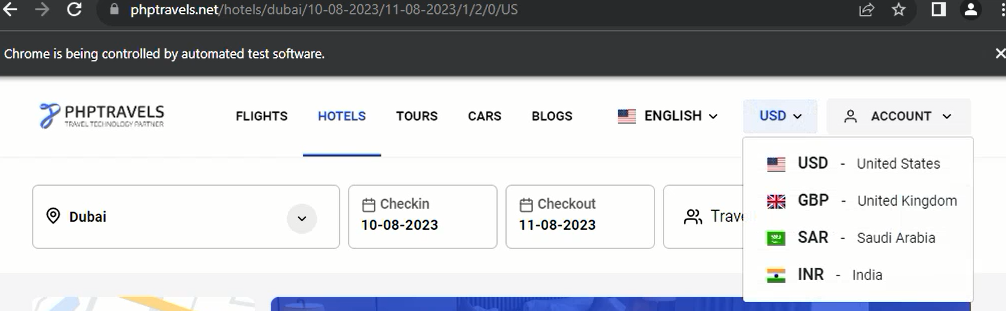 phptravels.net/hotels/dubai/10-08-2023/11-08-2023/1/2/0/US
Chrome is being controlled by automated test software.
PHPTRAVELS
TRAVEL TECHNOLOGY PARTNER
FLIGHTS HOTELS TOURS CARS BLOGS ENGLISH USD ACCOUNT
USD - United States
GBP - United Kingdom
SAR - Saudi Arabia
INR - India
Dubai
Checkin
10-08-2023
Checkout
11-08-2023